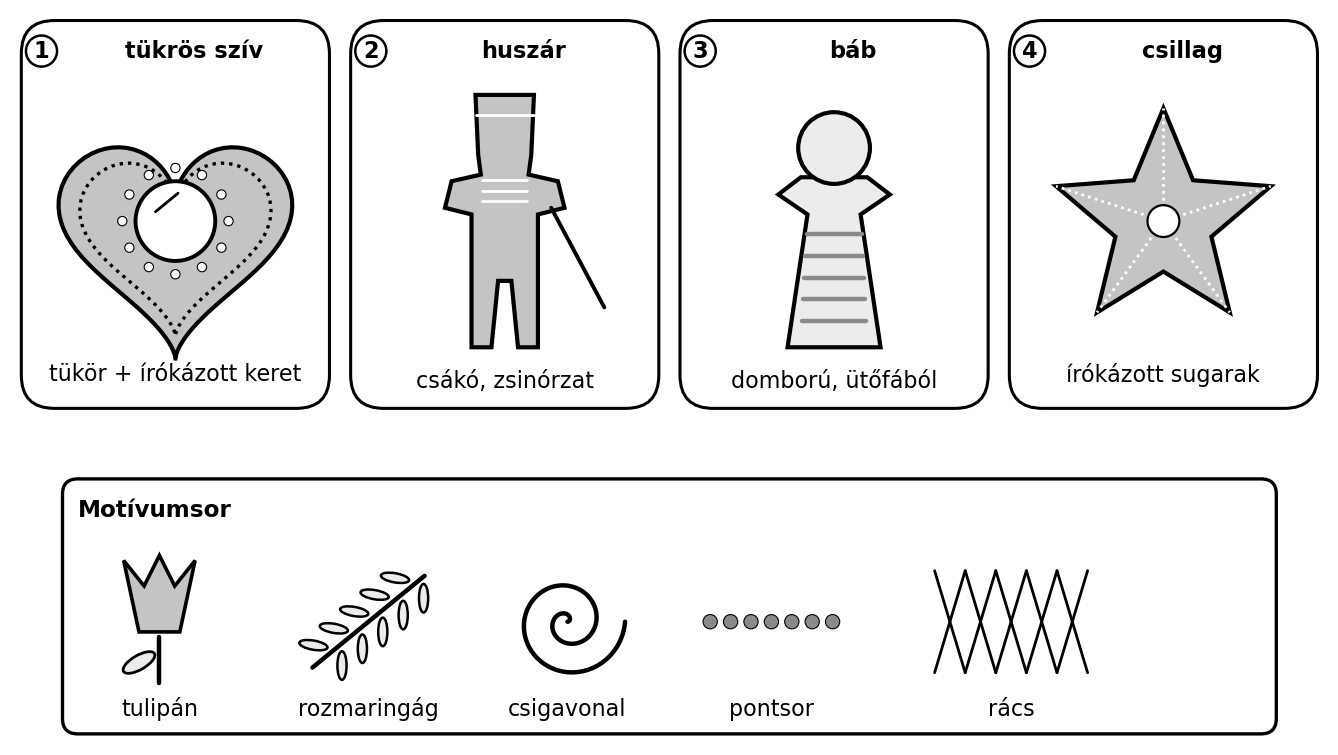 1 tükrös szív
tükör + írókázott keret
2 huszár
csákó, zsinórzat
3 báb
domború, ütőfából
4 csillag
írókázott sugarak
Motívumsor
tulipán
rozmaringág
csigavonal
pontsor
rács